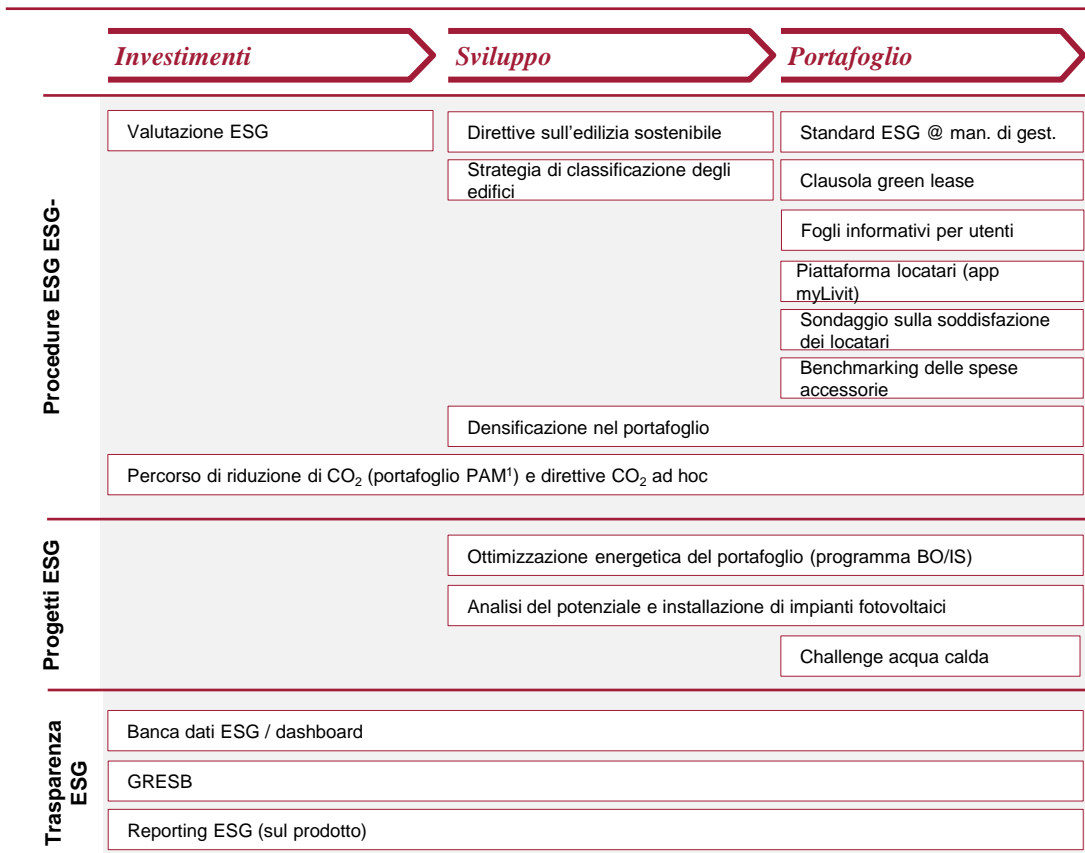 Investimenti
Sviluppo
Portafoglio
Procedure ESG ESG-
Valutazione ESG
Direttive sull'edilizia sostenibile
Standard ESG @ man. di gest.
Strategia di classificazione degli
edifici
Clausola green lease
Fogli informativi per utenti
Piattaforma locatari (app
myLivit)
Sondaggio sulla soddisfazione
dei locatari
Benchmarking delle spese
accessorie
Densificazione nel portafoglio
Percorso di riduzione di CO₂ (portafoglio PAM¹) e direttive CO₂ ad hoc
Progetti ESG
Ottimizzazione energetica del portafoglio (programma BO/IS)
Analisi del potenziale e installazione di impianti fotovoltaici
Challenge acqua calda
Trasparenza
ESG
Banca dati ESG / dashboard
GRESB
Reporting ESG (sul prodotto)